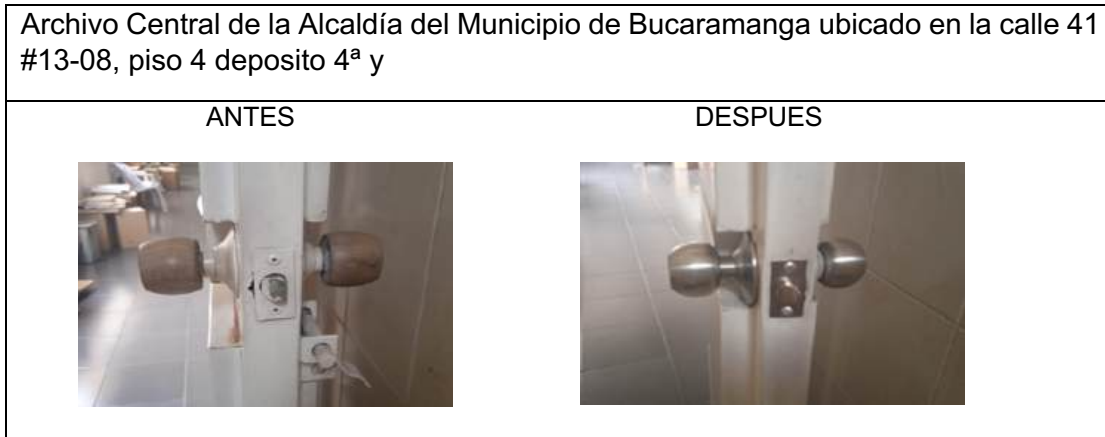 Archivo Central de la Alcaldía del Municipio de Bucaramanga ubicado en la calle 41
#13-08, piso 4 deposito 4ª y
ANTES
DESPUES